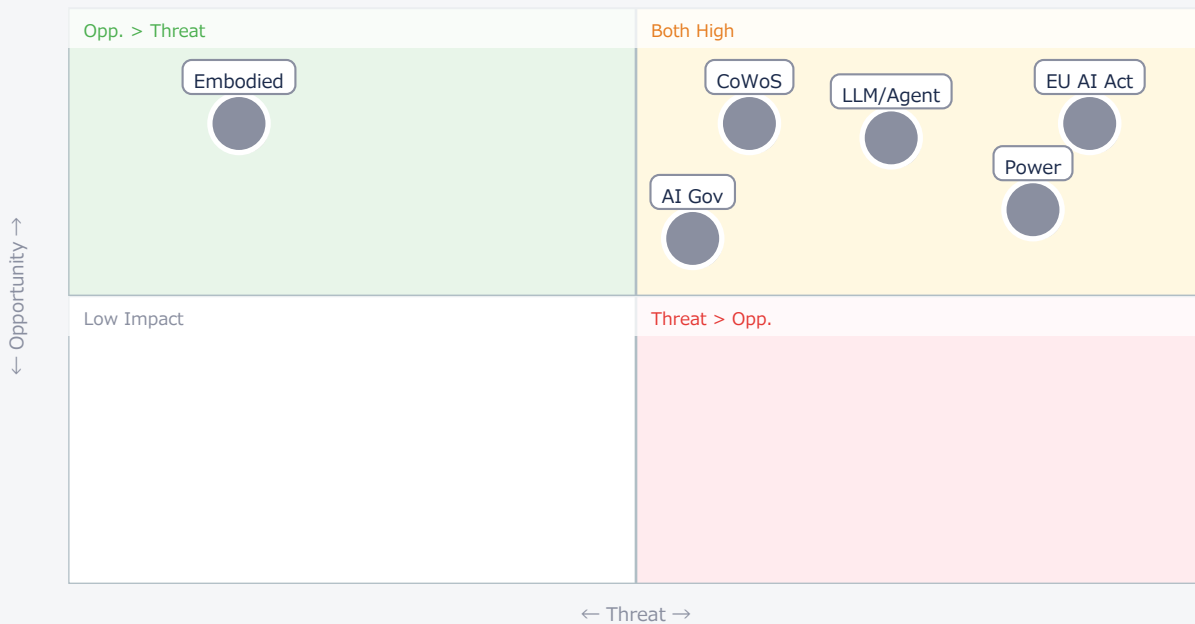 Opp. > Threat
Both High
Embodied
CoWoS
LLM/Agent
EU AI Act
Power
AI Gov
← Opportunity →
Low Impact
Threat > Opp.
← Threat →